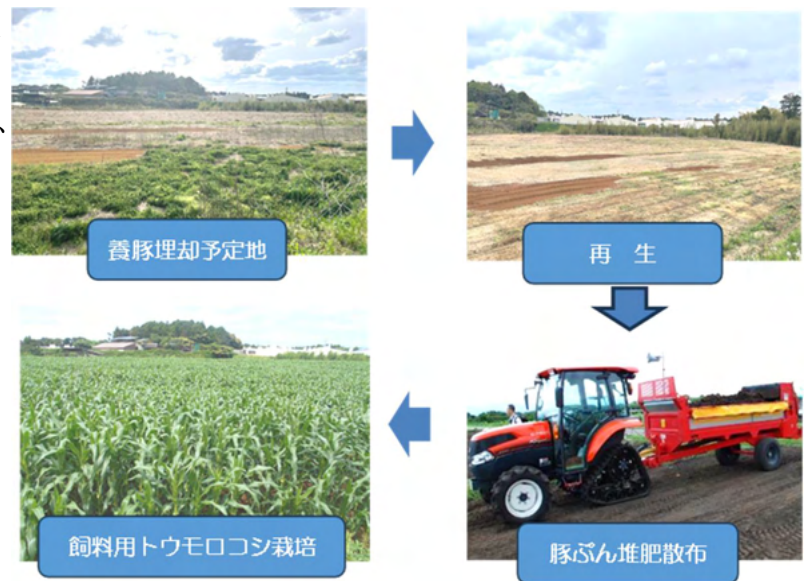 、
養豚埋却予定地
再 生
豚ぷん堆肥散布
飼料用トウモロコシ栽培